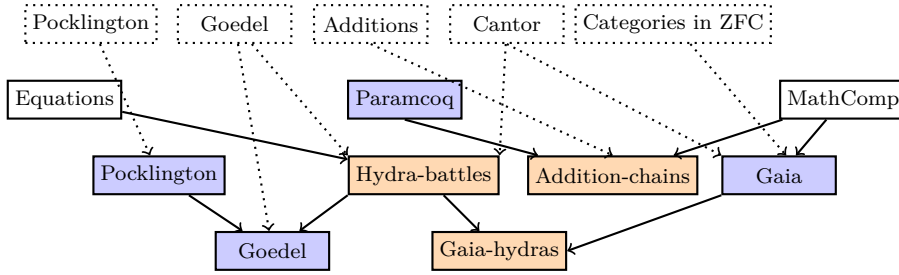 Pocklington
Goedel
Additions
Cantor
Categories in ZFC
Equations
Paramcoq
MathComp
Pocklington
Hydra-battles
Addition-chains
Gaia
Goedel
Gaia-hydras